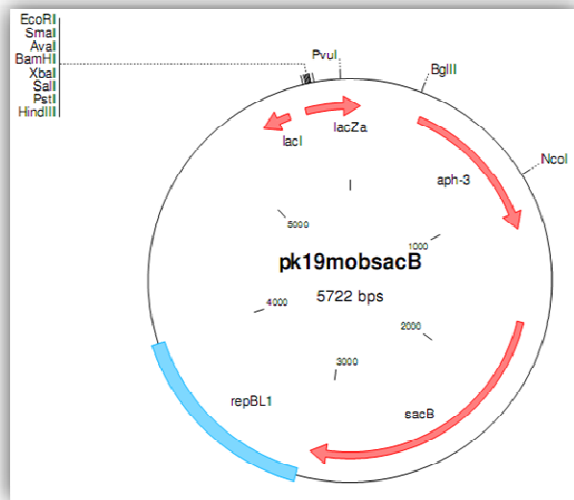 EcoRI
SmaI
AvaI
BamHI
XbaI
SalI
PstI
HindIII
PvuI
BglII
NcoI
lacI
lacZa
aph-3
5000
1000
pk19mobsacB
5722 bps
4000
2000
3000
repBL1
sacB